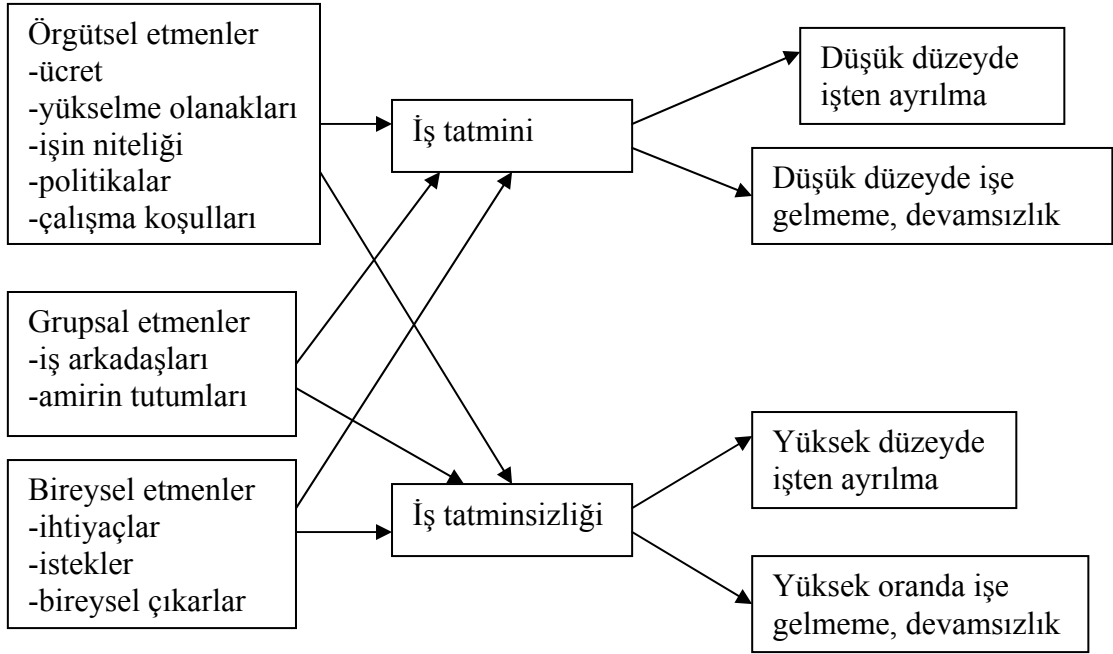 Örgütsel etmenler
-ücret
-yükselme olanakları
-işin niteliği
-politikalar
-çalışma koşulları
Grupsal etmenler
-iş arkadaşları
-amirin tutumları
Bireysel etmenler
-ihtiyaçlar
-istekler
-bireysel çıkarlar
İş tatmini
İş tatminsizliği
Düşük düzeyde
işten ayrılma
Düşük düzeyde işe
gelmeme, devamsızlık
Yüksek düzeyde
işten ayrılma
Yüksek oranda işe
gelmeme, devamsızlık